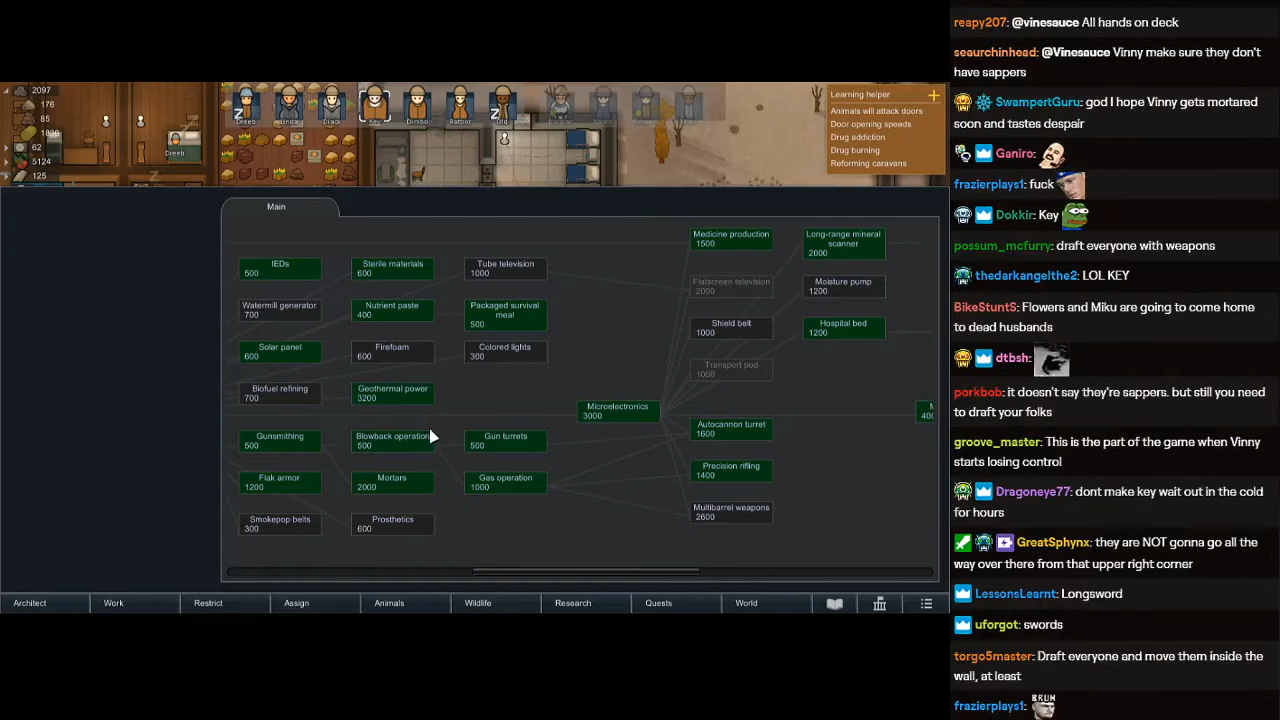 2097
176
85
1836
62
5124
125
Dreeb
Dreeb
Linda
Diack
Key
Dimbo
Ratbor
Old
Learning helper
Animals will attack doors
Door opening speeds
Drug addiction
Drug burning
Reforming caravans
Main
IEDs
500
Sterile materials
600
Tube television
1000
Medicine production
1500
Long-range mineral
scanner
2000
Watermill generator
700
Nutrient paste
400
Packaged survival
meal
500
Flatscreen television
2000
Moisture pump
1200
Solar panel
600
Firefoam
600
Colored lights
300
Shield belt
1000
Hospital bed
1200
Biofuel refining
700
Geothermal power
3200
Transport pod
1000
Microelectronics
3000
Gunsmithing
500
Blowback operation
500
Gun turrets
500
Autocannon turret
1600
Flak armor
1200
Mortars
2000
Gas operation
1000
Precision rifling
1400
Smokepop belts
300
Prosthetics
600
Multibarrel weapons
2600
Architect
Work
Restrict
Assign
Animals
Wildlife
Research
Quests
World
reapy207: @vinesauce All hands on deck
seaurchinhead: @Vinesauce Vinny make sure they don't
have sappers
SwampertGuru: god I hope Vinny gets mortared
soon and tastes despair
Ganiro:
frazierplays1: fuck
Dokkir: Key
possum_mcfurry: draft everyone with weapons
thedarkangelthe2: LOL KEY
BikeStuntS: Flowers and Miku are going to come home
to dead husbands
dtbsh:
porkbob: it doesn't say they're sappers. but still you need
to draft your folks
groove_master: This is the part of the game when Vinny
starts losing control
Dragoneye77: dont make key wait out in the cold
for hours
GreatSphynx: they are NOT gonna go all the
way over there from that upper right corner
LessonsLearnt: Longsword
uforgot: swords
torgo5master: Draft everyone and move them inside the
wall, at least
frazierplays1:
BRUH